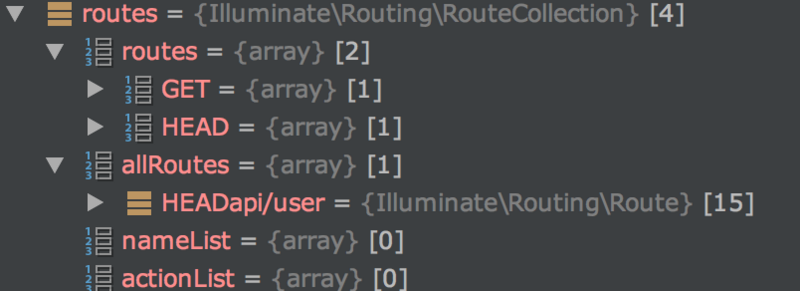 routes = {Illuminate\Routing\RouteCollection} [4]
routes = {array} [2]
GET = {array} [1]
HEAD = {array} [1]
allRoutes = {array} [1]
HEADapi/user = {Illuminate\Routing\Route} [15]
nameList = {array} [0]
actionList = {array} [0]